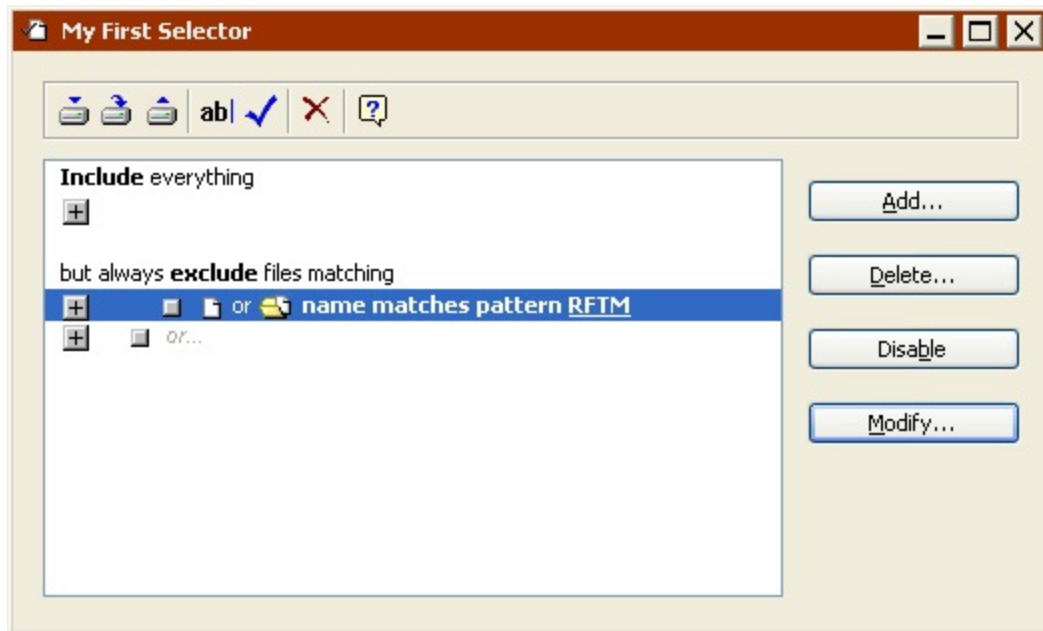 My First Selector
ab|
Include everything
Add...
but always exclude files matching
Delete...
or name matches pattern RFTM
or...
Disable
Modify...